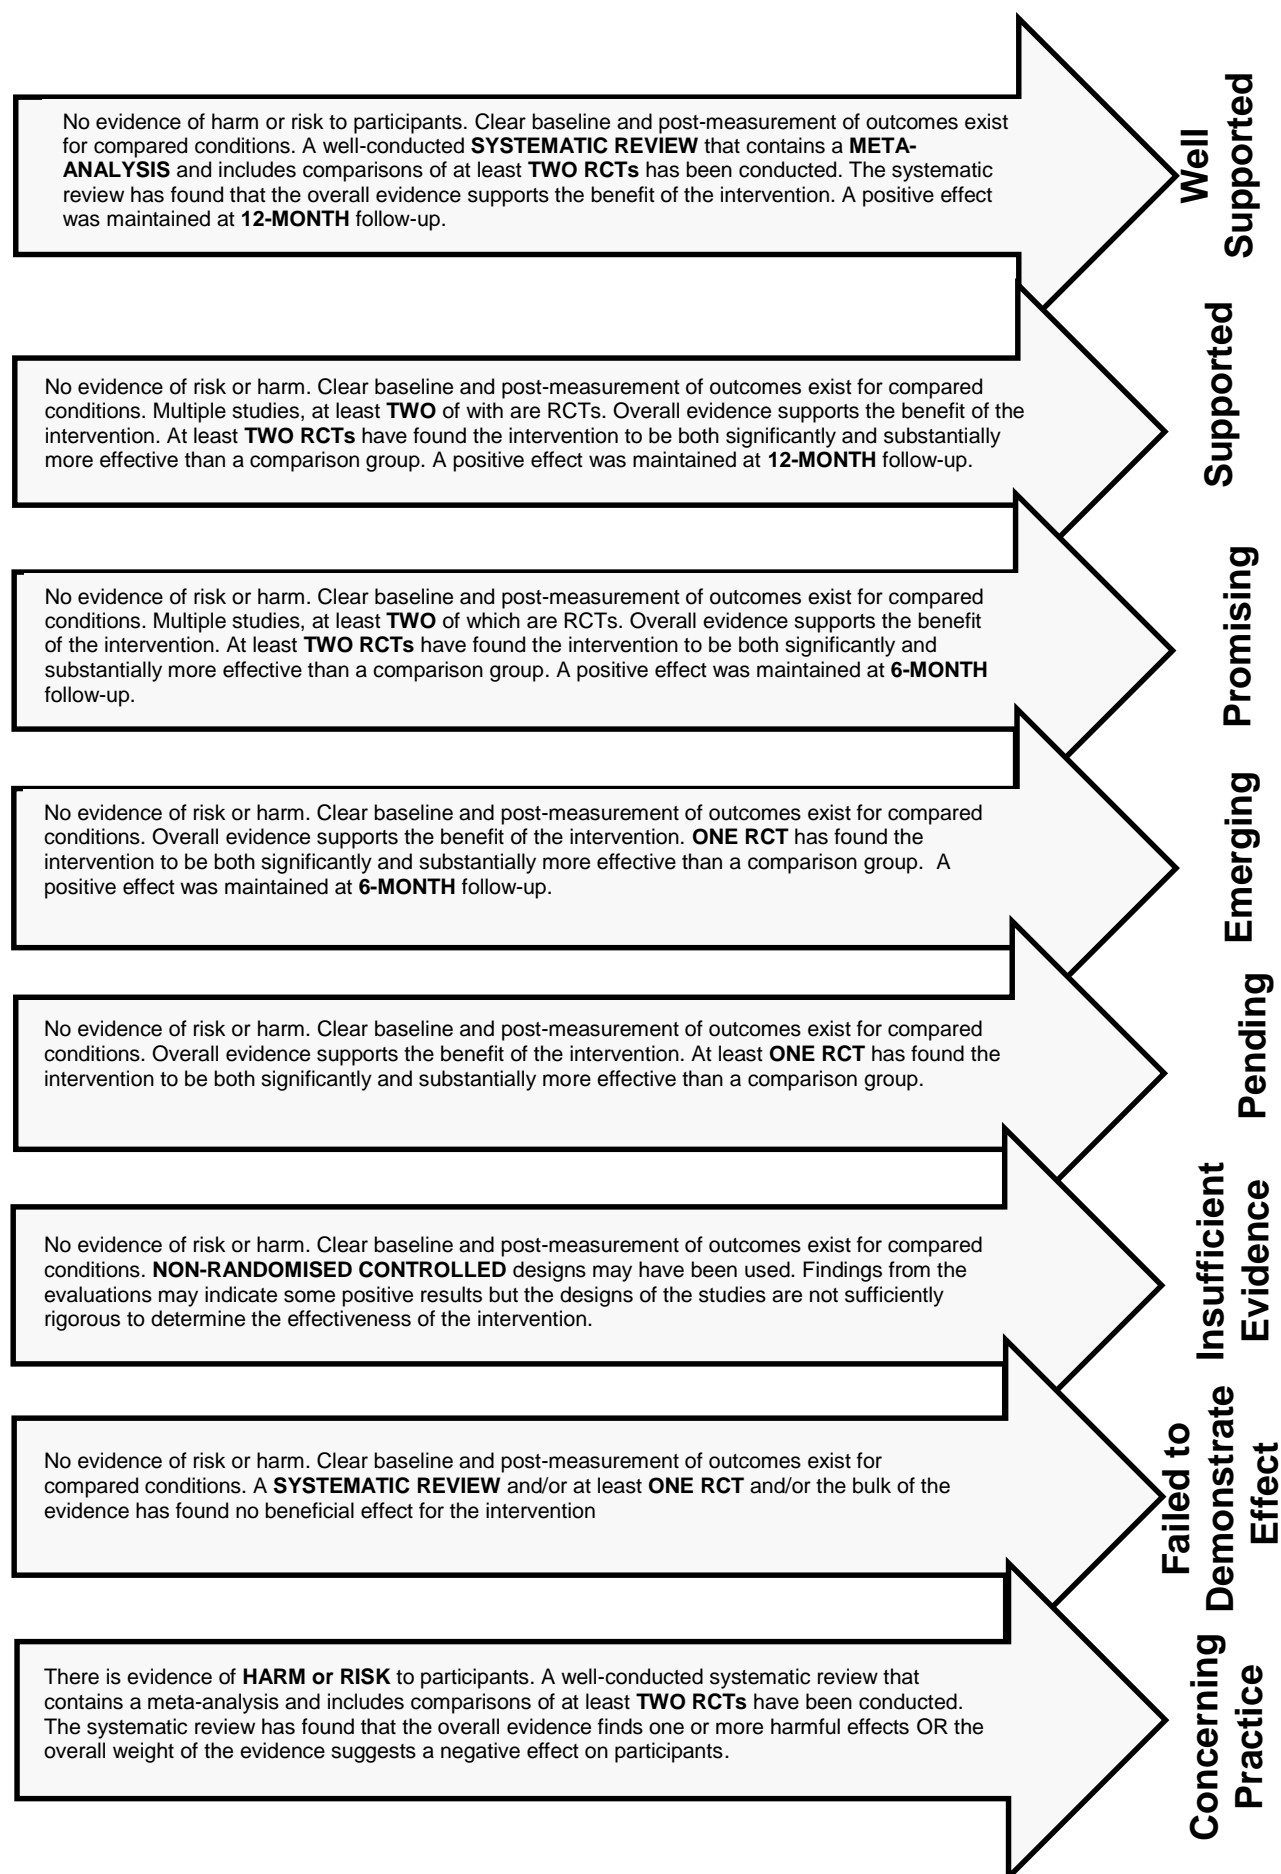 No evidence of harm or risk to participants. Clear baseline and post-measurement of outcomes exist
for compared conditions. A well-conducted SYSTEMATIC REVIEW that contains a META-
ANALYSIS and includes comparisons of at least TWO RCTs has been conducted. The systematic
review has found that the overall evidence supports the benefit of the intervention. A positive effect
was maintained at 12-MONTH follow-up.
Well
Supported
No evidence of risk or harm. Clear baseline and post-measurement of outcomes exist for compared
conditions. Multiple studies, at least TWO of with are RCTs. Overall evidence supports the benefit of the
intervention. At least TWO RCTs have found the intervention to be both significantly and substantially
more effective than a comparison group. A positive effect was maintained at 12-MONTH follow-up.
Supported
No evidence of risk or harm. Clear baseline and post-measurement of outcomes exist for compared
conditions. Multiple studies, at least TWO of which are RCTs. Overall evidence supports the benefit
of the intervention. At least TWO RCTs have found the intervention to be both significantly and
substantially more effective than a comparison group. A positive effect was maintained at 6-MONTH
follow-up.
Promising
No evidence of risk or harm. Clear baseline and post-measurement of outcomes exist for compared
conditions. Overall evidence supports the benefit of the intervention. ONE RCT has found the
intervention to be both significantly and substantially more effective than a comparison group. A
positive effect was maintained at 6-MONTH follow-up.
Emerging
No evidence of risk or harm. Clear baseline and post-measurement of outcomes exist for compared
conditions. Overall evidence supports the benefit of the intervention. At least ONE RCT has found the
intervention to be both significantly and substantially more effective than a comparison group.
Pending
No evidence of risk or harm. Clear baseline and post-measurement of outcomes exist for compared
conditions. NON-RANDOMISED CONTROLLED designs may have been used. Findings from the
evaluations may indicate some positive results but the designs of the studies are not sufficiently
rigorous to determine the effectiveness of the intervention.
Insufficient
Evidence
No evidence of risk or harm. Clear baseline and post-measurement of outcomes exist for
compared conditions. A SYSTEMATIC REVIEW and/or at least ONE RCT and/or the bulk of the
evidence has found no beneficial effect for the intervention
Failed to
Demonstrate
Effect
There is evidence of HARM or RISK to participants. A well-conducted systematic review that
contains a meta-analysis and includes comparisons of at least TWO RCTs have been conducted.
The systematic review has found that the overall evidence finds one or more harmful effects OR the
overall weight of the evidence suggests a negative effect on participants.
Concerning
Practice